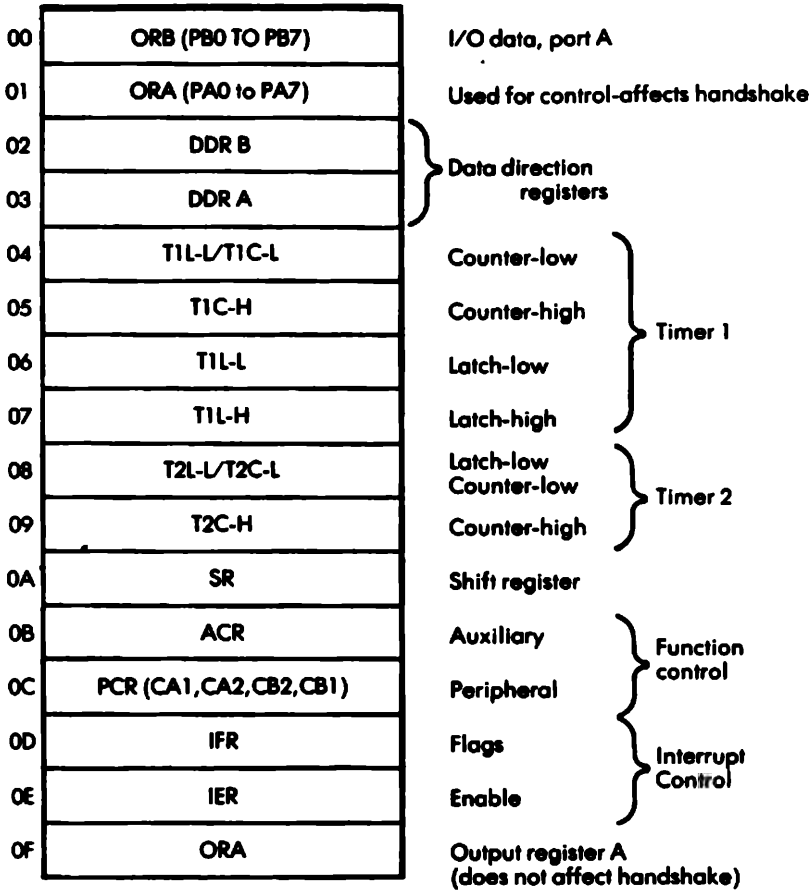 00 ORB (PB0 TO PB7) I/O data, port A
01 ORA (PA0 to PA7) Used for control-affects handshake
02 DDR B
Data direction
registers
03 DDR A
04 T1L-L/T1C-L Counter-low
05 T1C-H Counter-high
Timer 1
06 T1L-L Latch-low
07 T1L-H Latch-high
08 T2L-L/T2C-L Latch-low
Counter-low
Timer 2
09 T2C-H Counter-high
0A SR Shift register
0B ACR Auxiliary
Function
control
0C PCR (CA1,CA2,CB2,CB1) Peripheral
0D IFR Flags
Interrupt
Control
0E IER Enable
0F ORA Output register A
(does not affect handshake)